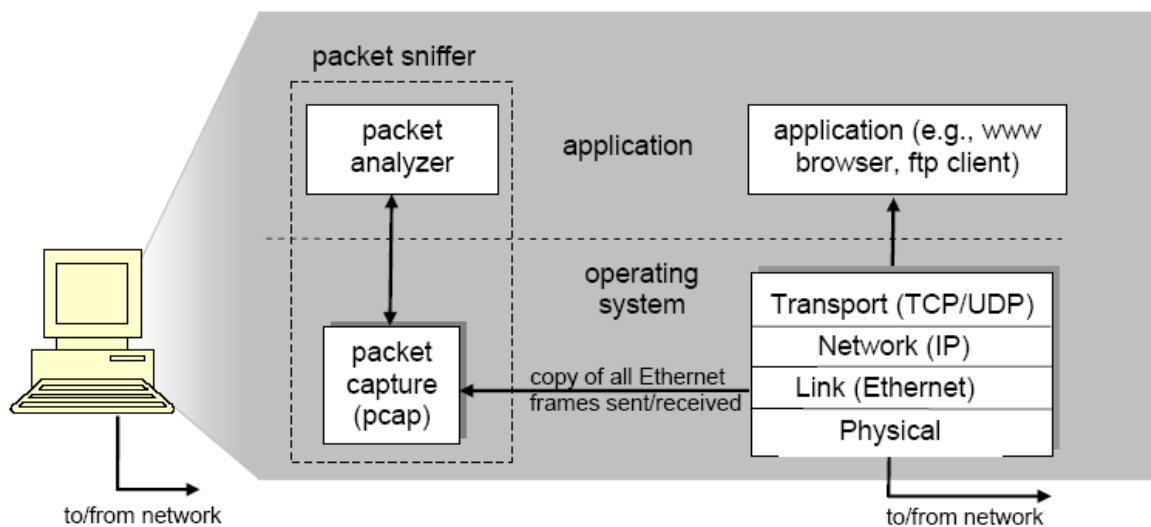 packet sniffer
packet
analyzer
application
application (e.g., www
browser, ftp client)
operating
system
packet
capture
(pcap)
copy of all Ethernet
frames sent/received
Transport (TCP/UDP)
Network (IP)
Link (Ethernet)
Physical
to/from network
to/from network